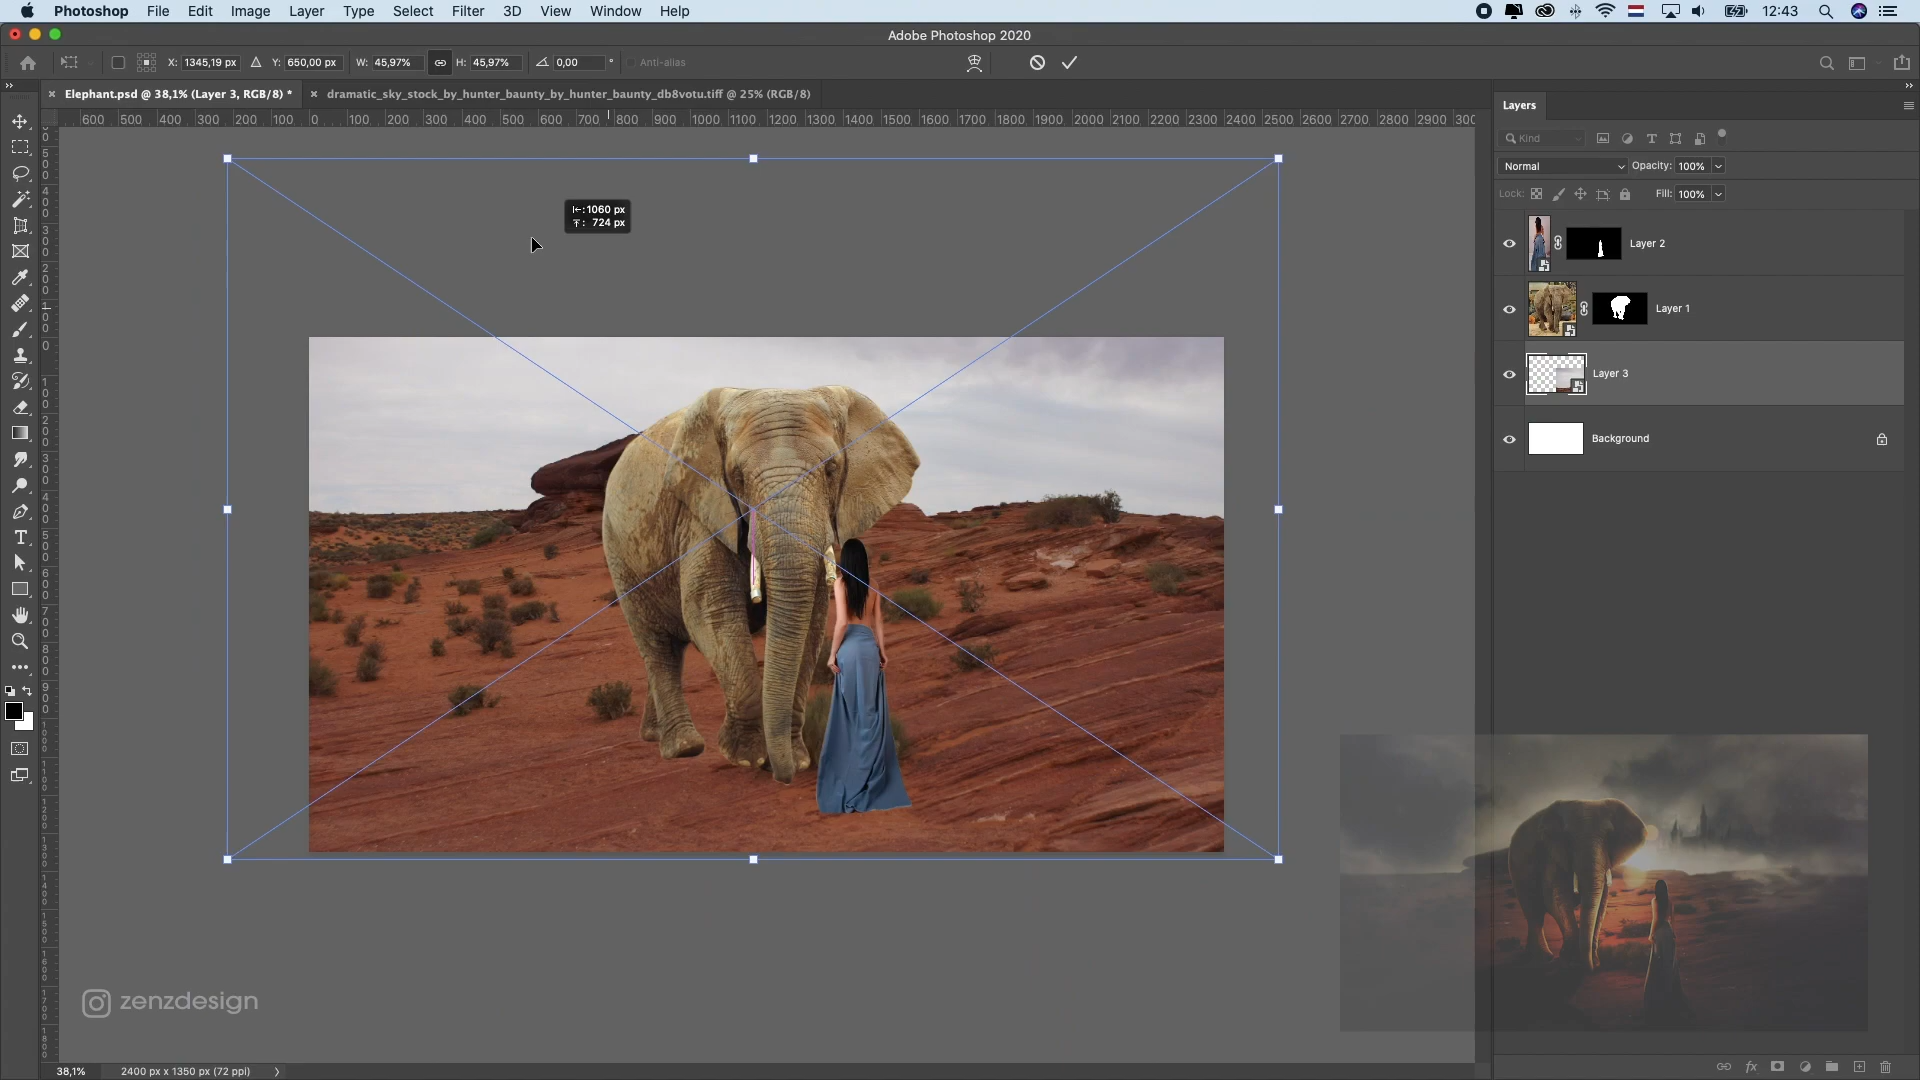 Photoshop File Edit Image Layer Type Select Filter 3D View Window Help 12:43
Adobe Photoshop 2020
X: 1345,19 px Y: 650,00 px W: 45,97% H: 45,97% 0,00 ° Anti-alias
Elephant.psd @ 38,1% (Layer 3, RGB/8) * dramatic_sky_stock_by_hunter_baunty_by_hunter_baunty_db8votu.tiff @ 25% (RGB/8)
600 500 400 300 200 100 0 100 200 300 400 500 600 700 800 900 1000 1100 1200 1300 1400 1500 1600 1700 1800 1900 2000 2100 2200 2300 2400 2500 2600 2700 2800 2900
Layers
Kind
Normal Opacity: 100%
Lock: Fill: 100%
:1060 px
: 724 px
Layer 2
Layer 1
Layer 3
Background
zenzdesign
38,1% 2400 px x 1350 px (72 ppi)